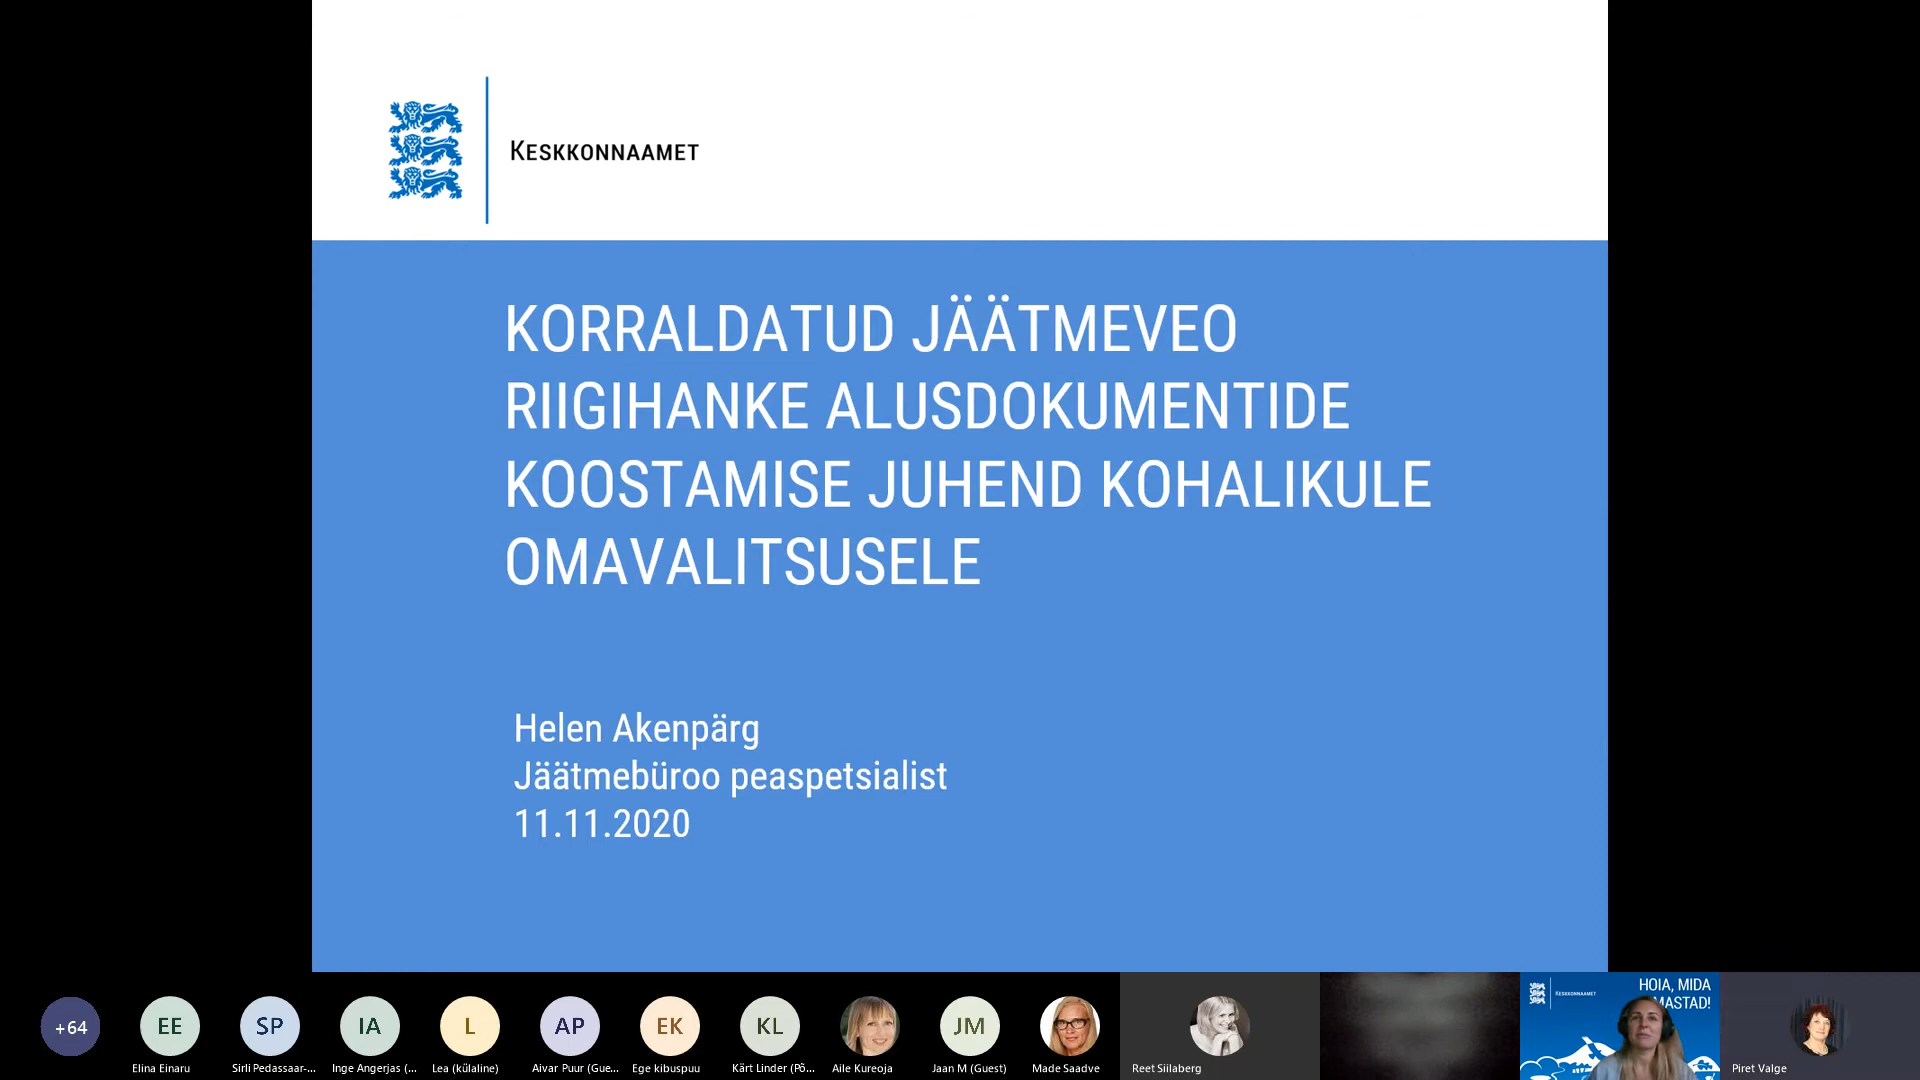 KESKKONNAAMET
KORRALDATUD JÄÄTMEVEO
RIIGIHANKE ALUSDOKUMENTIDE
KOOSTAMISE JUHEND KOHALIKULE
OMAVALITSUSELE
Helen Akenpärg
Jäätmebüroo peaspetsialist
11.11.2020
+64
EE
SP
IA
L
AP
EK
KL
JM
KESKKONNAAMET
HOIA, MIDA
MASTAD!
Elina Einaru
Sirli Pedassaar-...
Inge Angerjas (...
Lea (külaline)
Aivar Puur (Gue...
Ege kibuspuu
Kärt Linder (Põ...
Aile Kureoja
Jaan M (Guest)
Made Saadve
Reet Siilaberg
Piret Valge